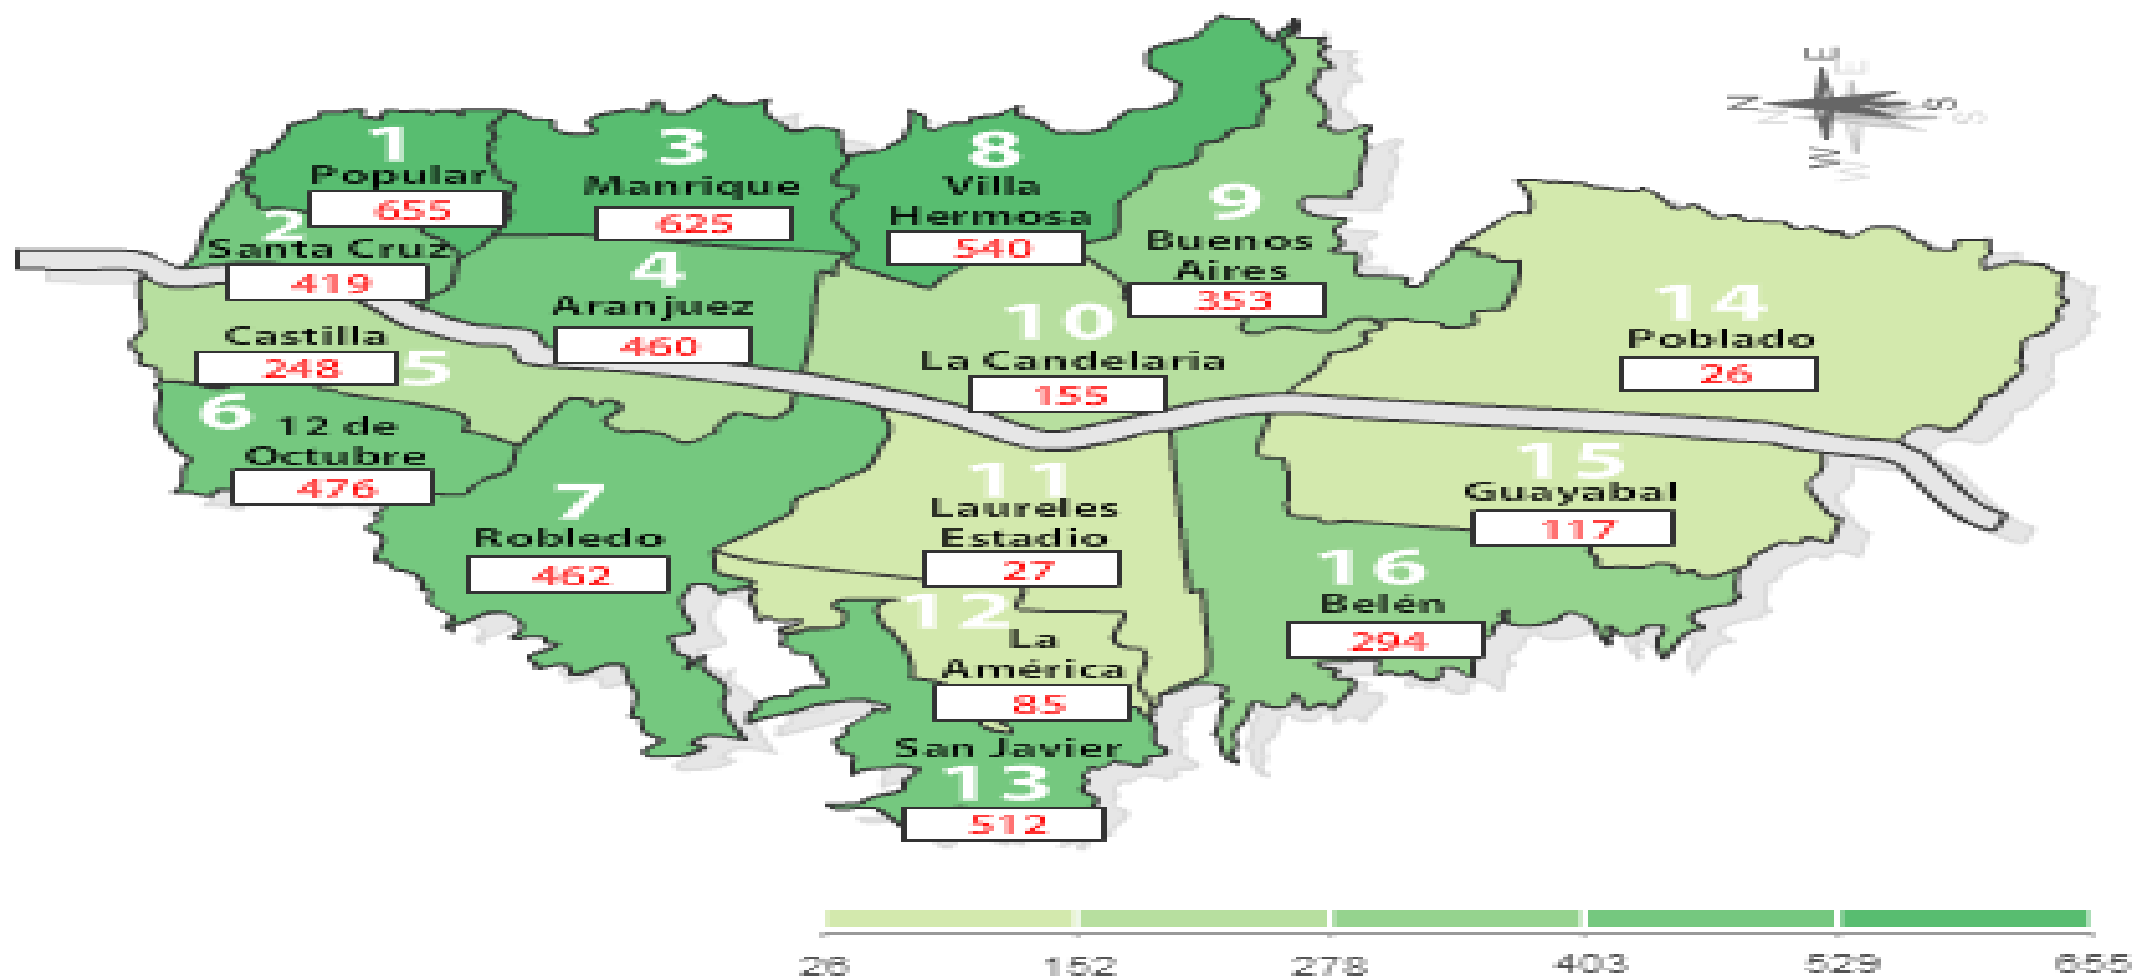 E
N
S
W
1
Popular
655
3
Manrique
625
8
Villa
Hermosa
540
9
Buenos
Aires
353
2
Santa Cruz
419
4
Aranjuez
460
10
La Candelaria
155
14
Poblado
26
Castilla
248
5
6
12 de
Octubre
476
7
Robledo
462
11
Laureles
Estadio
27
15
Guayabal
117
16
Belén
294
12
La
América
85
San Javier
13
512
26 152 278 403 529 655